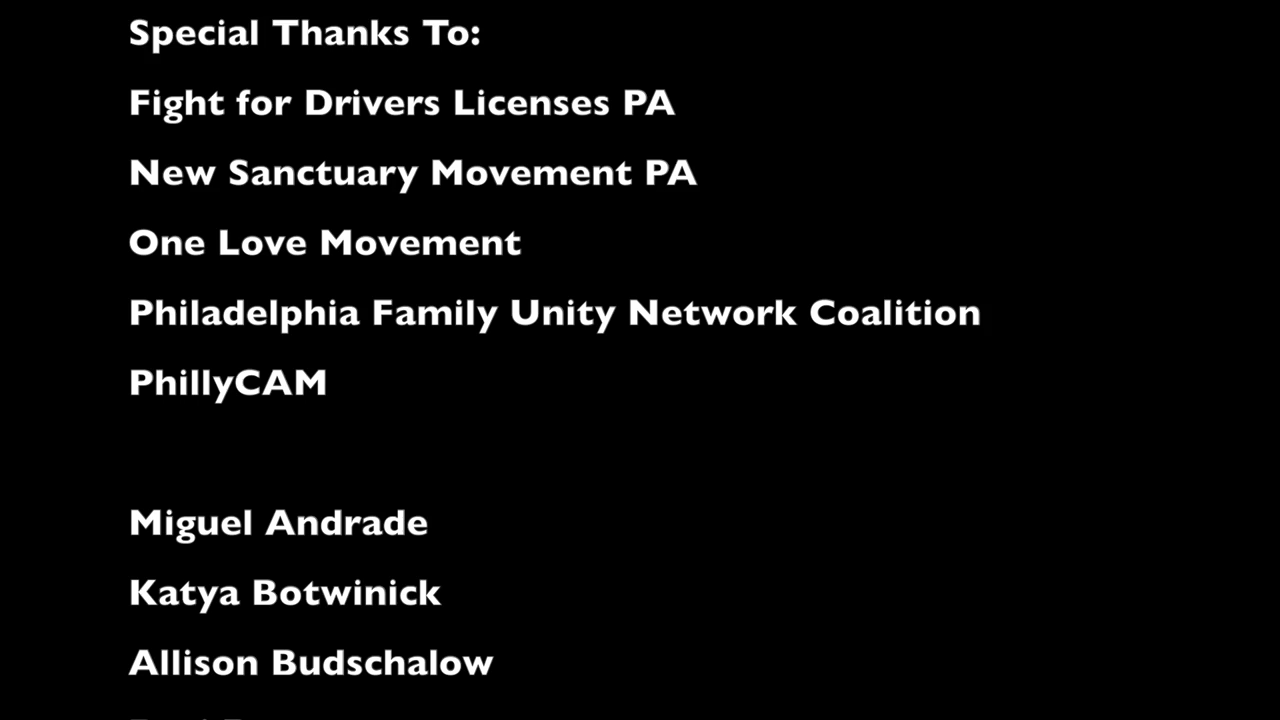 Special Thanks To:
Fight for Drivers Licenses PA
New Sanctuary Movement PA
One Love Movement
Philadelphia Family Unity Network Coalition
PhillyCAM
Miguel Andrade
Katya Botwinick
Allison Budschalow